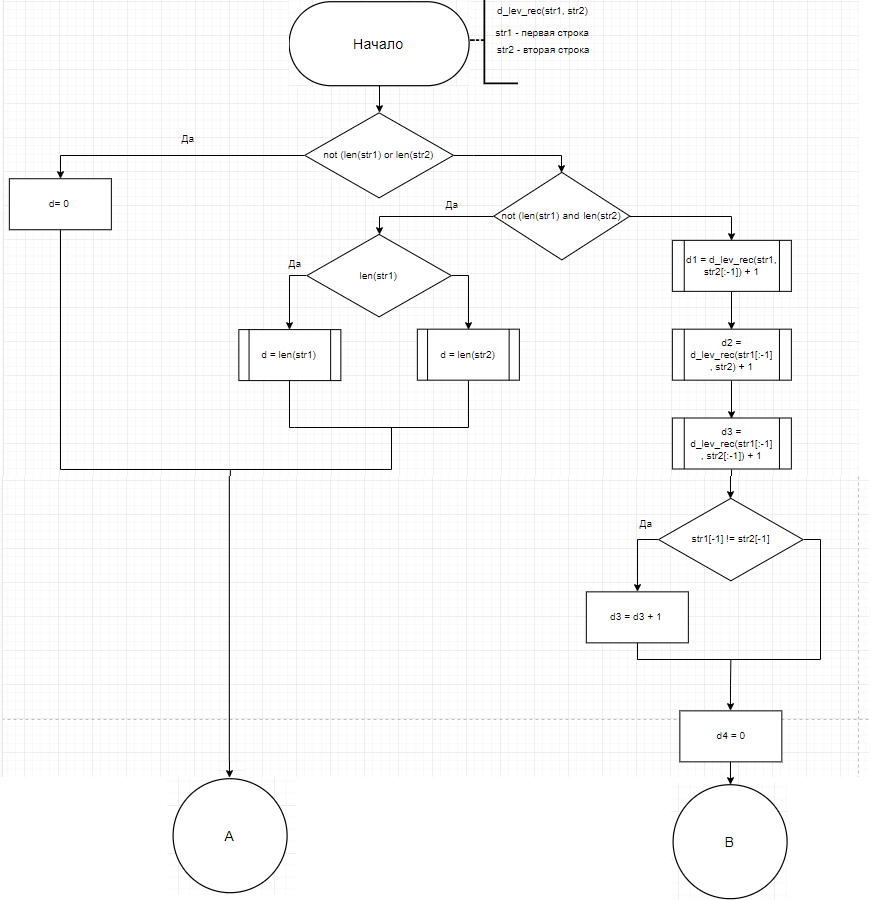 d_lev_rec(str1, str2)
str1 - первая строка
str2 - вторая строка
Начало
Да
not (len(str1) or len(str2)
d= 0
Да
not (len(str1) and len(str2)
Да
len(str1)
d1 = d_lev_rec(str1,
str2[:-1]) + 1
d = len(str1)
d = len(str2)
d2 =
d_lev_rec(str1[:-1]
, str2) + 1
d3 =
d_lev_rec(str1[:-1]
, str2[:-1]) + 1
Да
str1[-1] != str2[-1]
d3 = d3 + 1
d4 = 0
A
B